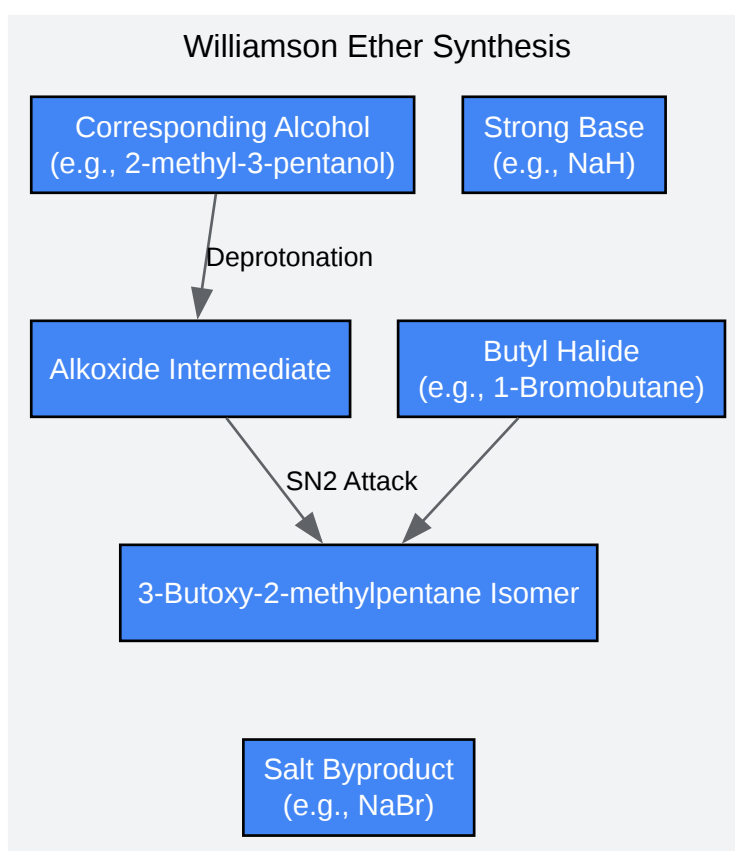 Williamson Ether Synthesis
Corresponding Alcohol
(e.g., 2-methyl-3-pentanol)
Strong Base
(e.g., NaH)
Deprotonation
Alkoxide Intermediate
Butyl Halide
(e.g., 1-Bromobutane)
SN2 Attack
3-Butoxy-2-methylpentane Isomer
Salt Byproduct
(e.g., NaBr)